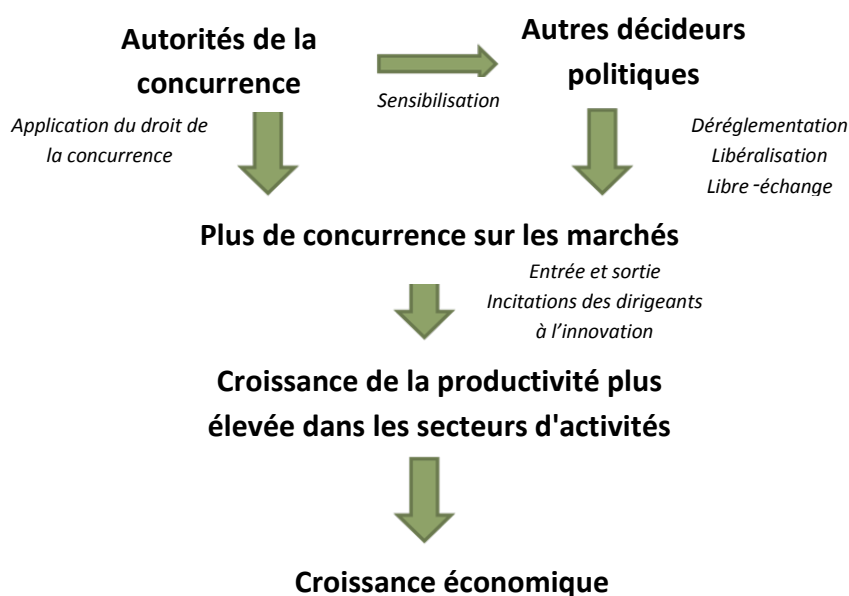 Autorités de la
concurrence
Autres décideurs
politiques
Sensibilisation
Application du droit de
la concurrence
Déréglementation
Libéralisation
Libre -échange
Plus de concurrence sur les marchés
Entrée et sortie
Incitations des dirigeants
à l’innovation
Croissance de la productivité plus
élevée dans les secteurs d'activités
Croissance économique